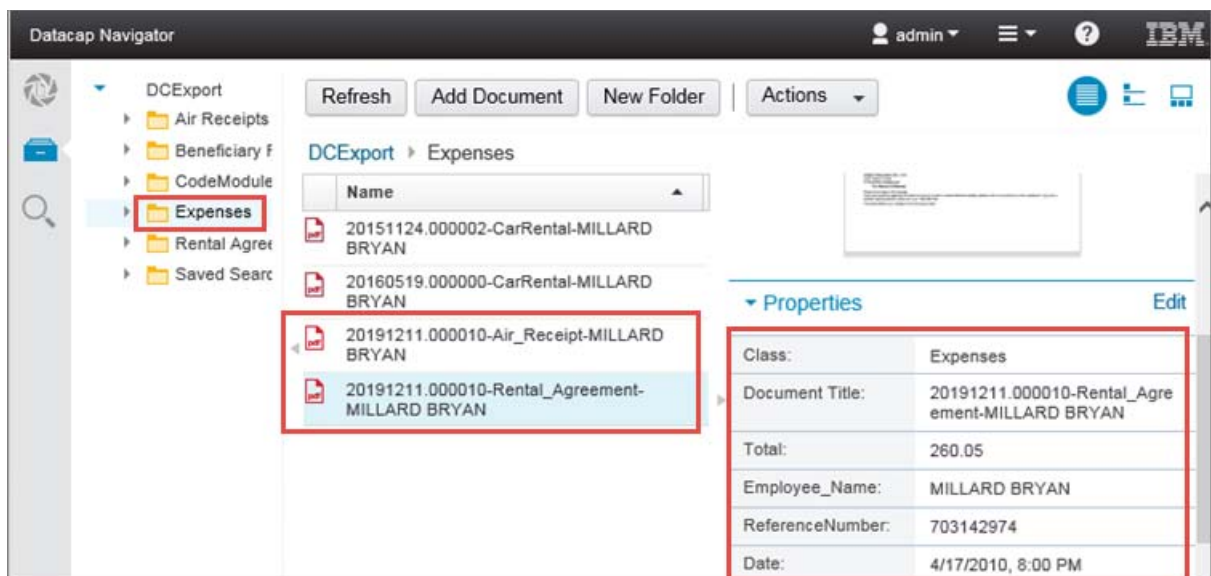 Datacap Navigator
admin
?
IBM
DCExport
Air Receipts
Beneficiary F
CodeModule
Expenses
Rental Agree
Saved Searc
Refresh
Add Document
New Folder
Actions
DCExport Expenses
Name
20151124.000002-CarRental-MILLARD
BRYAN
20160519.000000-CarRental-MILLARD
BRYAN
20191211.000010-Air_Receipt-MILLARD
BRYAN
20191211.000010-Rental_Agreement-
MILLARD BRYAN
Properties
Edit
Class: Expenses
Document Title: 20191211.000010-Rental_Agre
ement-MILLARD BRYAN
Total: 260.05
Employee_Name: MILLARD BRYAN
ReferenceNumber: 703142974
Date: 4/17/2010, 8:00 PM